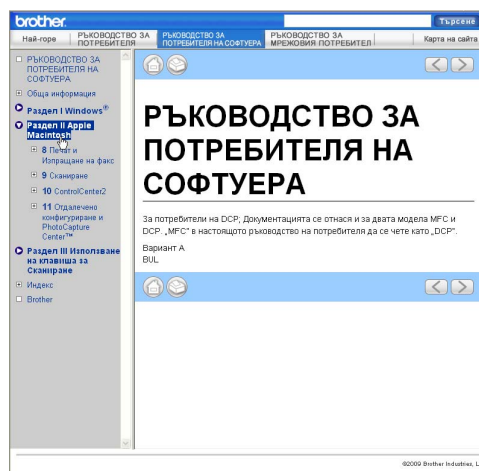 brother.
Търсене
Най-горе
РЪКОВОДСТВО ЗА
ПОТРЕБИТЕЛЯ
РЪКОВОДСТВО ЗА
ПОТРЕБИТЕЛЯ НА СОФТУЕРА
РЪКОВОДСТВО ЗА
МРЕЖОВИЯ ПОТРЕБИТЕЛ
Карта на сайта
РЪКОВОДСТВО ЗА
ПОТРЕБИТЕЛЯ НА
СОФТУЕРА
Обща информация
Раздел I Windows®
Раздел II Apple
Macintosh
8 Печат и
Изпращане на факс
9 Сканиране
10 ControlCenter2
11 Отдалечено
конфигуриране и
PhotoCapture
Center™
Раздел III Използване
на клавиша за
Сканиране
Индекс
Brother
РЪКОВОДСТВО ЗА
ПОТРЕБИТЕЛЯ НА
СОФТУЕРА
За потребители на DCP; Документацията се отнася и за двата модела MFC и
DCP. „MFC" в настоящото ръководство на потребителя да се чете като „DCP".
Вариант A
BUL
©2009 Brother Industries, L